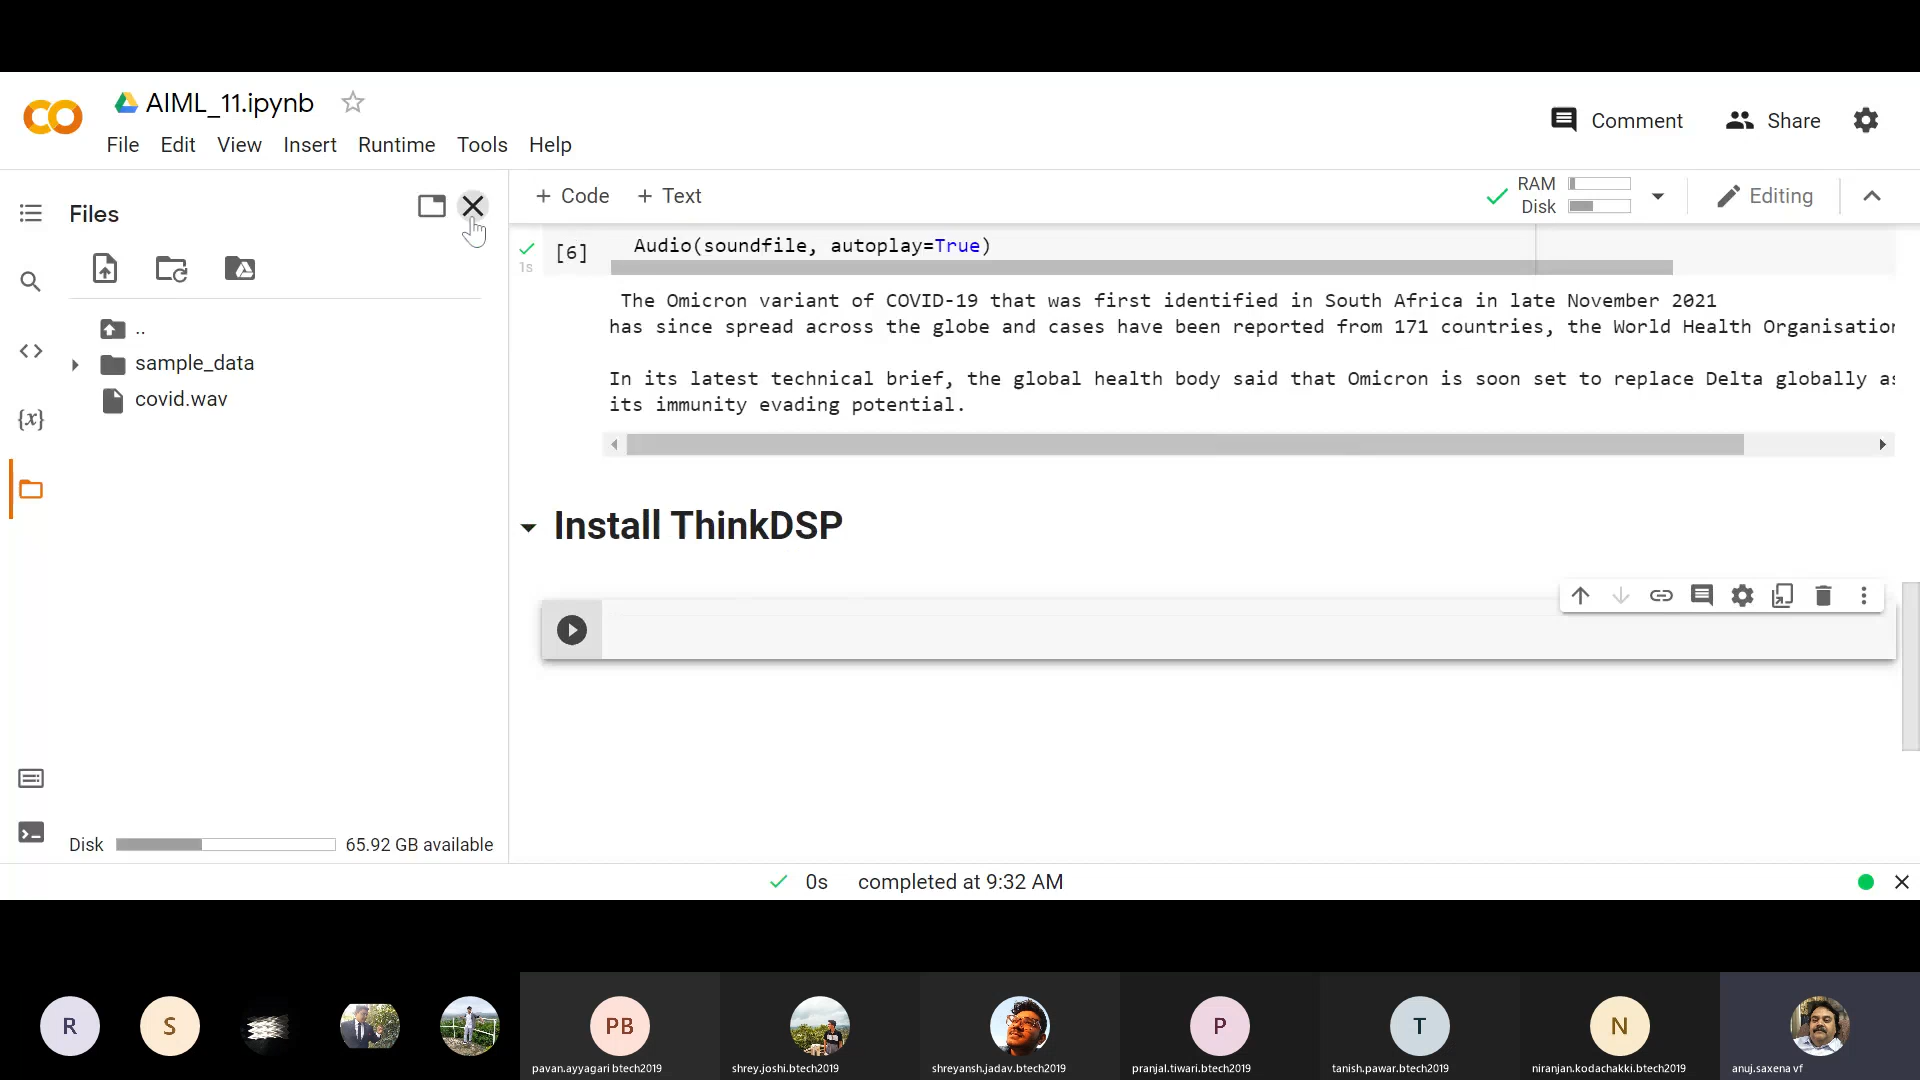 AIML_11.ipynb
File Edit View Insert Runtime Tools Help
Comment Share
Files
+ Code + Text
RAM
Disk
Editing
..
sample_data
covid.wav
{x}
1s
[6] Audio(soundfile, autoplay=True)
The Omicron variant of COVID-19 that was first identified in South Africa in late November 2021
has since spread across the globe and cases have been reported from 171 countries, the World Health Organisation
In its latest technical brief, the global health body said that Omicron is soon set to replace Delta globally as
its immunity evading potential.
Install ThinkDSP
Disk 65.92 GB available
0s completed at 9:32 AM
R S PB P T N
pavan.ayyagari btech2019 shrey.joshi.btech2019 shreyansh.jadav.btech2019 pranjal.tiwari.btech2019 tanish.pawar.btech2019 niranjan.kodachakki.btech2019 anuj.saxena vf